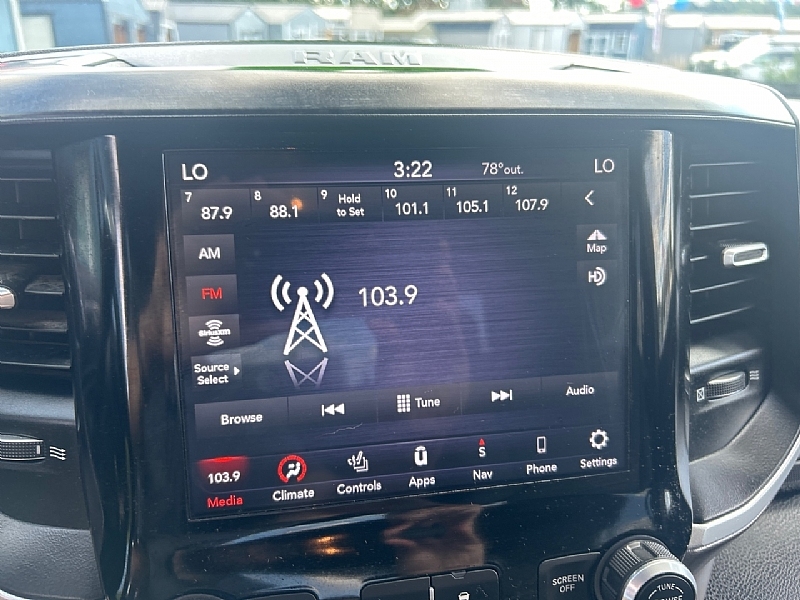 RAM
LO 3:22 78°out. LO
7 87.9 8 88.1 9 Hold to Set 10 101.1 11 105.1 12 107.9
AM
Map
FM
HD
103.9
SiriusXM
Source
Select
Browse Tune Audio
103.9 S
Media Climate Controls Apps Nav Phone Settings
SCREEN
OFF
TUNE